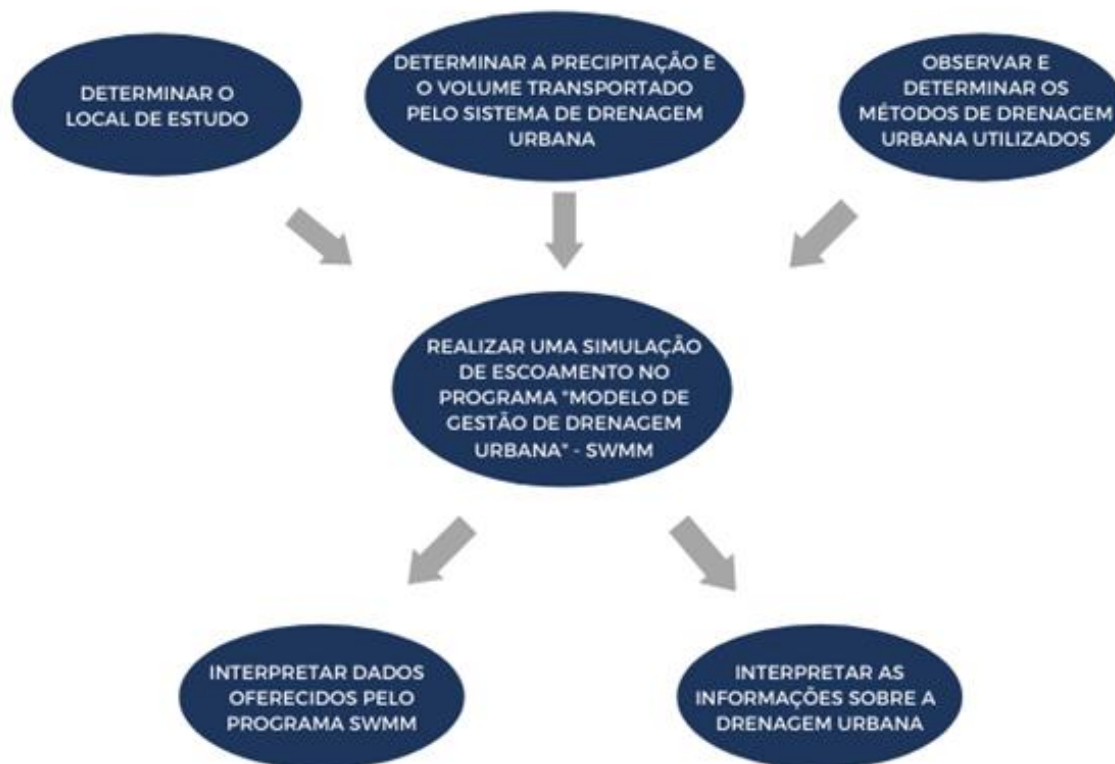 DETERMINAR O
LOCAL DE ESTUDO
DETERMINAR A PRECIPITAÇÃO E
O VOLUME TRANSPORTADO
PELO SISTEMA DE DRENAGEM
URBANA
OBSERVAR E
DETERMINAR OS
MÉTODOS DE DRENAGEM
URBANA UTILIZADOS
REALIZAR UMA SIMULAÇÃO
DE ESCOAMENTO NO
PROGRAMA "MODELO DE
GESTÃO DE DRENAGEM
URBANA" - SWMM
INTERPRETAR DADOS
OFERECIDOS PELO
PROGRAMA SWMM
INTERPRETAR AS
INFORMAÇÕES SOBRE A
DRENAGEM URBANA